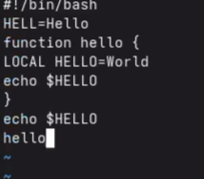 #!/bin/bash
HELL=Hello
function hello {
LOCAL HELLO=World
echo $HELLO
}
echo $HELLO
hello
~
~